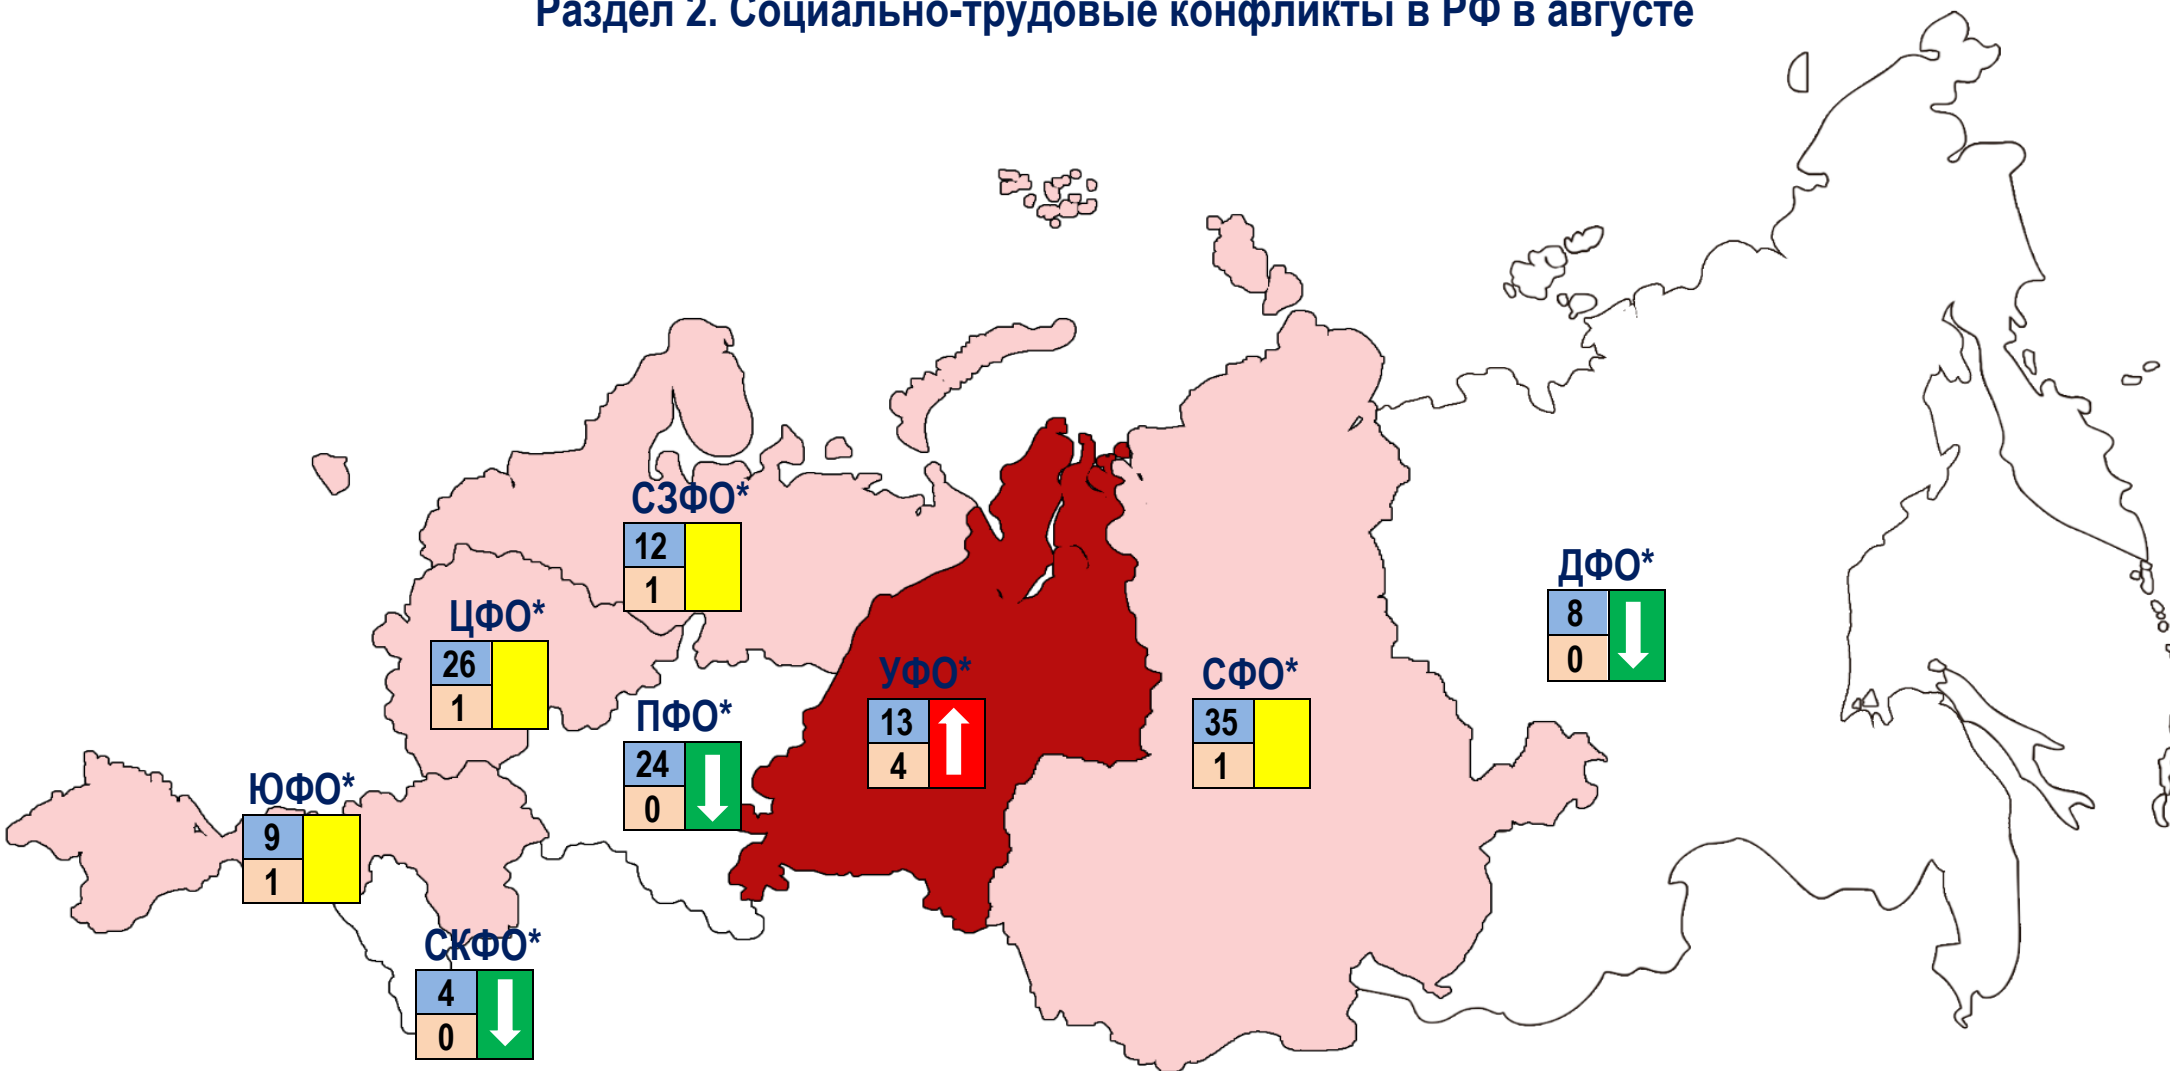 Раздел 2. Социально-трудовые конфликты в РФ в августе
СЗФО*
12
1
ЦФО*
26
1
ДФО*
8
0
УФО*
13
4
СФО*
35
1
ПФО*
24
0
ЮФО*
9
1
СКФО*
4
0